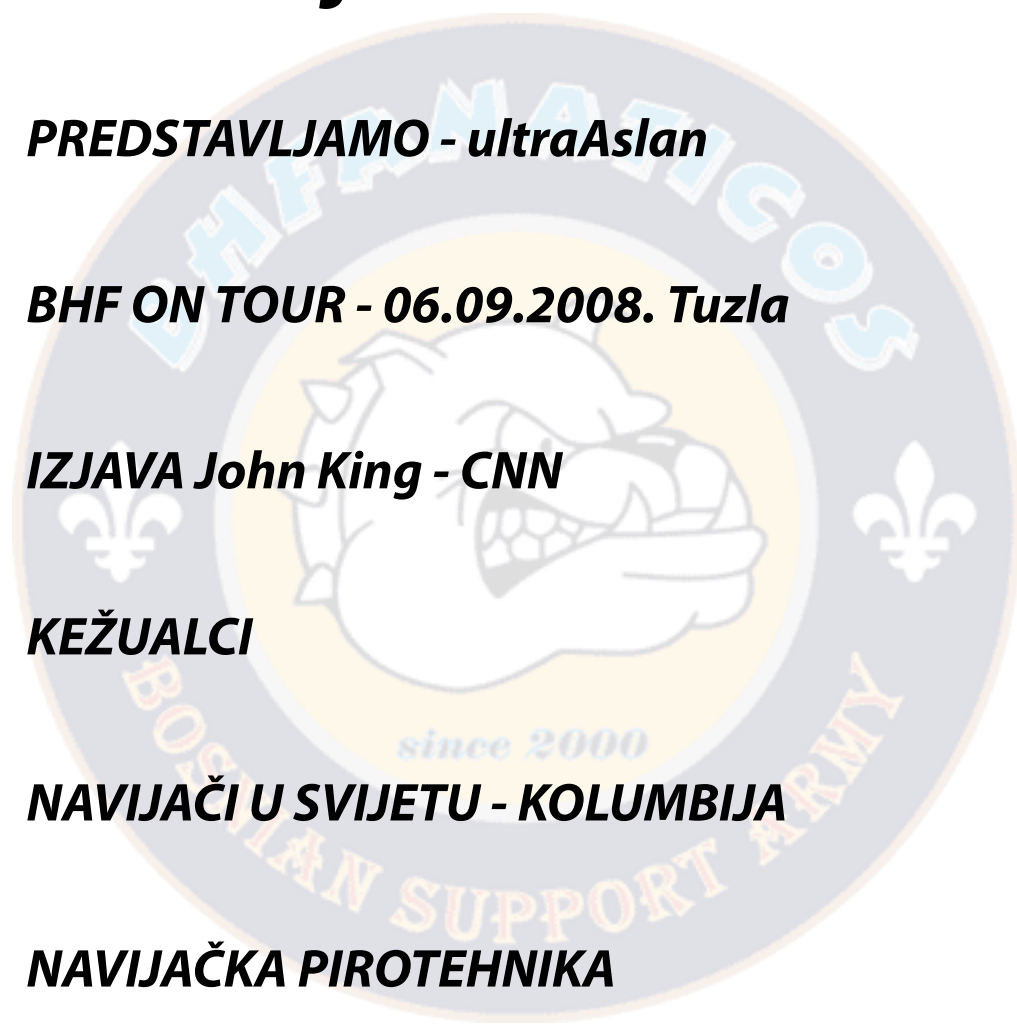 PREDSTAVLJAMO - ultraAslan
BHF ON TOUR - 06.09.2008. Tuzla
IZJAVA John King - CNN
KEŽUALCI
NAVIJAČI U SVIJETU - KOLUMBIJA
NAVIJAČKA PIROTEHNIKA
BHFANATICOS
since 2000
BOSNIAN SUPPORT ARMY